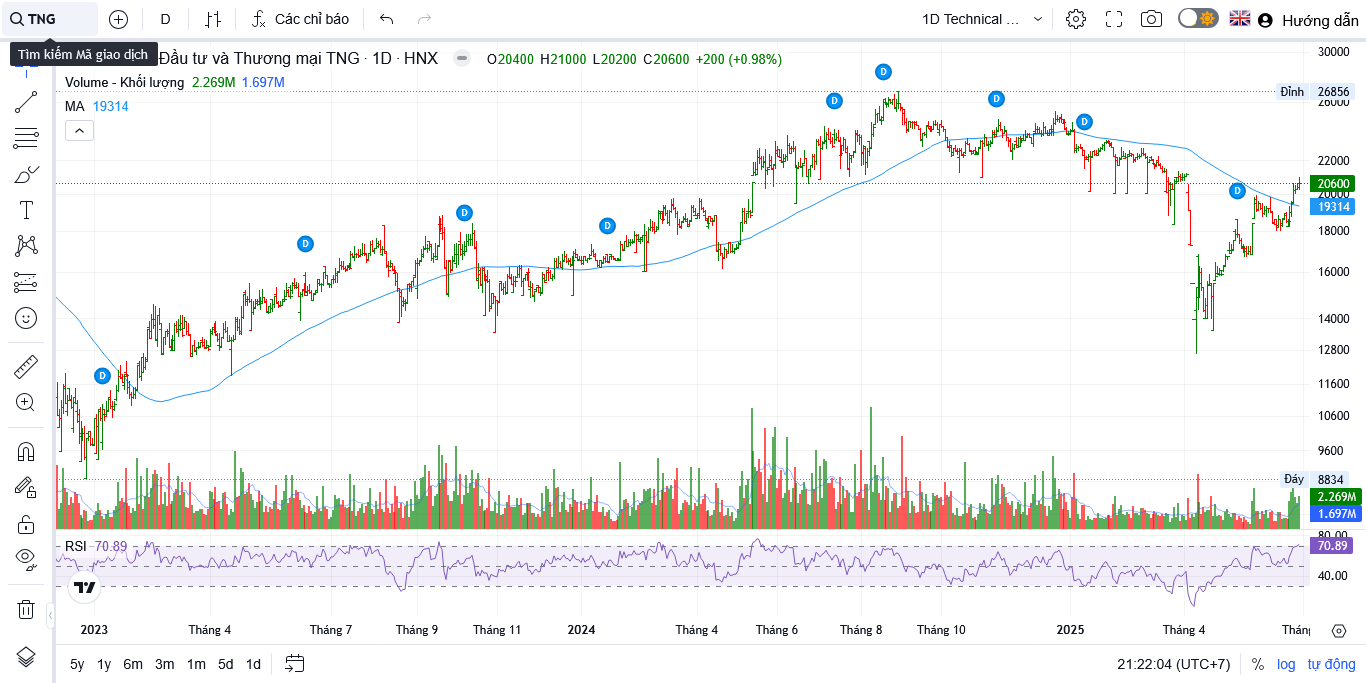 TNG
D
Các chỉ báo
1D Technical ...
Hướng dẫn
Tìm kiếm Mã giao dịch
Đầu tư và Thương mại TNG · 1D · HNX
O20400 H21000 L20200 C20600 +200 (+0.98%)
Volume - Khối lượng 2.269M 1.697M
MA 19314
30000
Đỉnh 26856
26000
22000
20600
20000
19314
18000
16000
14000
12800
11600
10600
9600
Đáy 8834
2.269M
1.697M
D
D
D
D
D
D
D
D
D
RSI 70.89
80.00
70.89
40.00
2023
Tháng 4
Tháng 7
Tháng 9
Tháng 11
2024
Tháng 4
Tháng 6
Tháng 8
Tháng 10
2025
Tháng 4
5y 1y 6m 3m 1m 5d 1d
21:22:04 (UTC+7) % log tự động